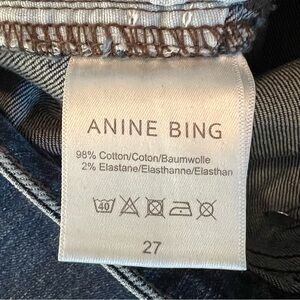 ANINE BING
98% Cotton/Coton/Baumwolle
2% Elastane/Elasthanne/Elasthan
40
27